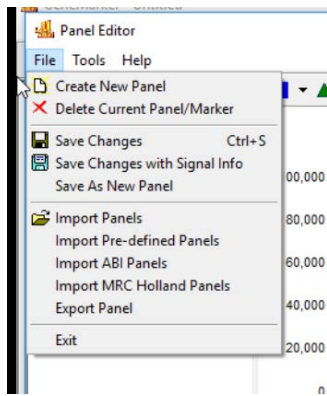 Panel Editor
File Tools Help
Create New Panel
Delete Current Panel/Marker
Save Changes Ctrl+S
Save Changes with Signal Info
Save As New Panel
Import Panels
Import Pre-defined Panels
Import ABI Panels
Import MRC Holland Panels
Export Panel
Exit
00,000
80,000
60,000
40,000
20,000
0